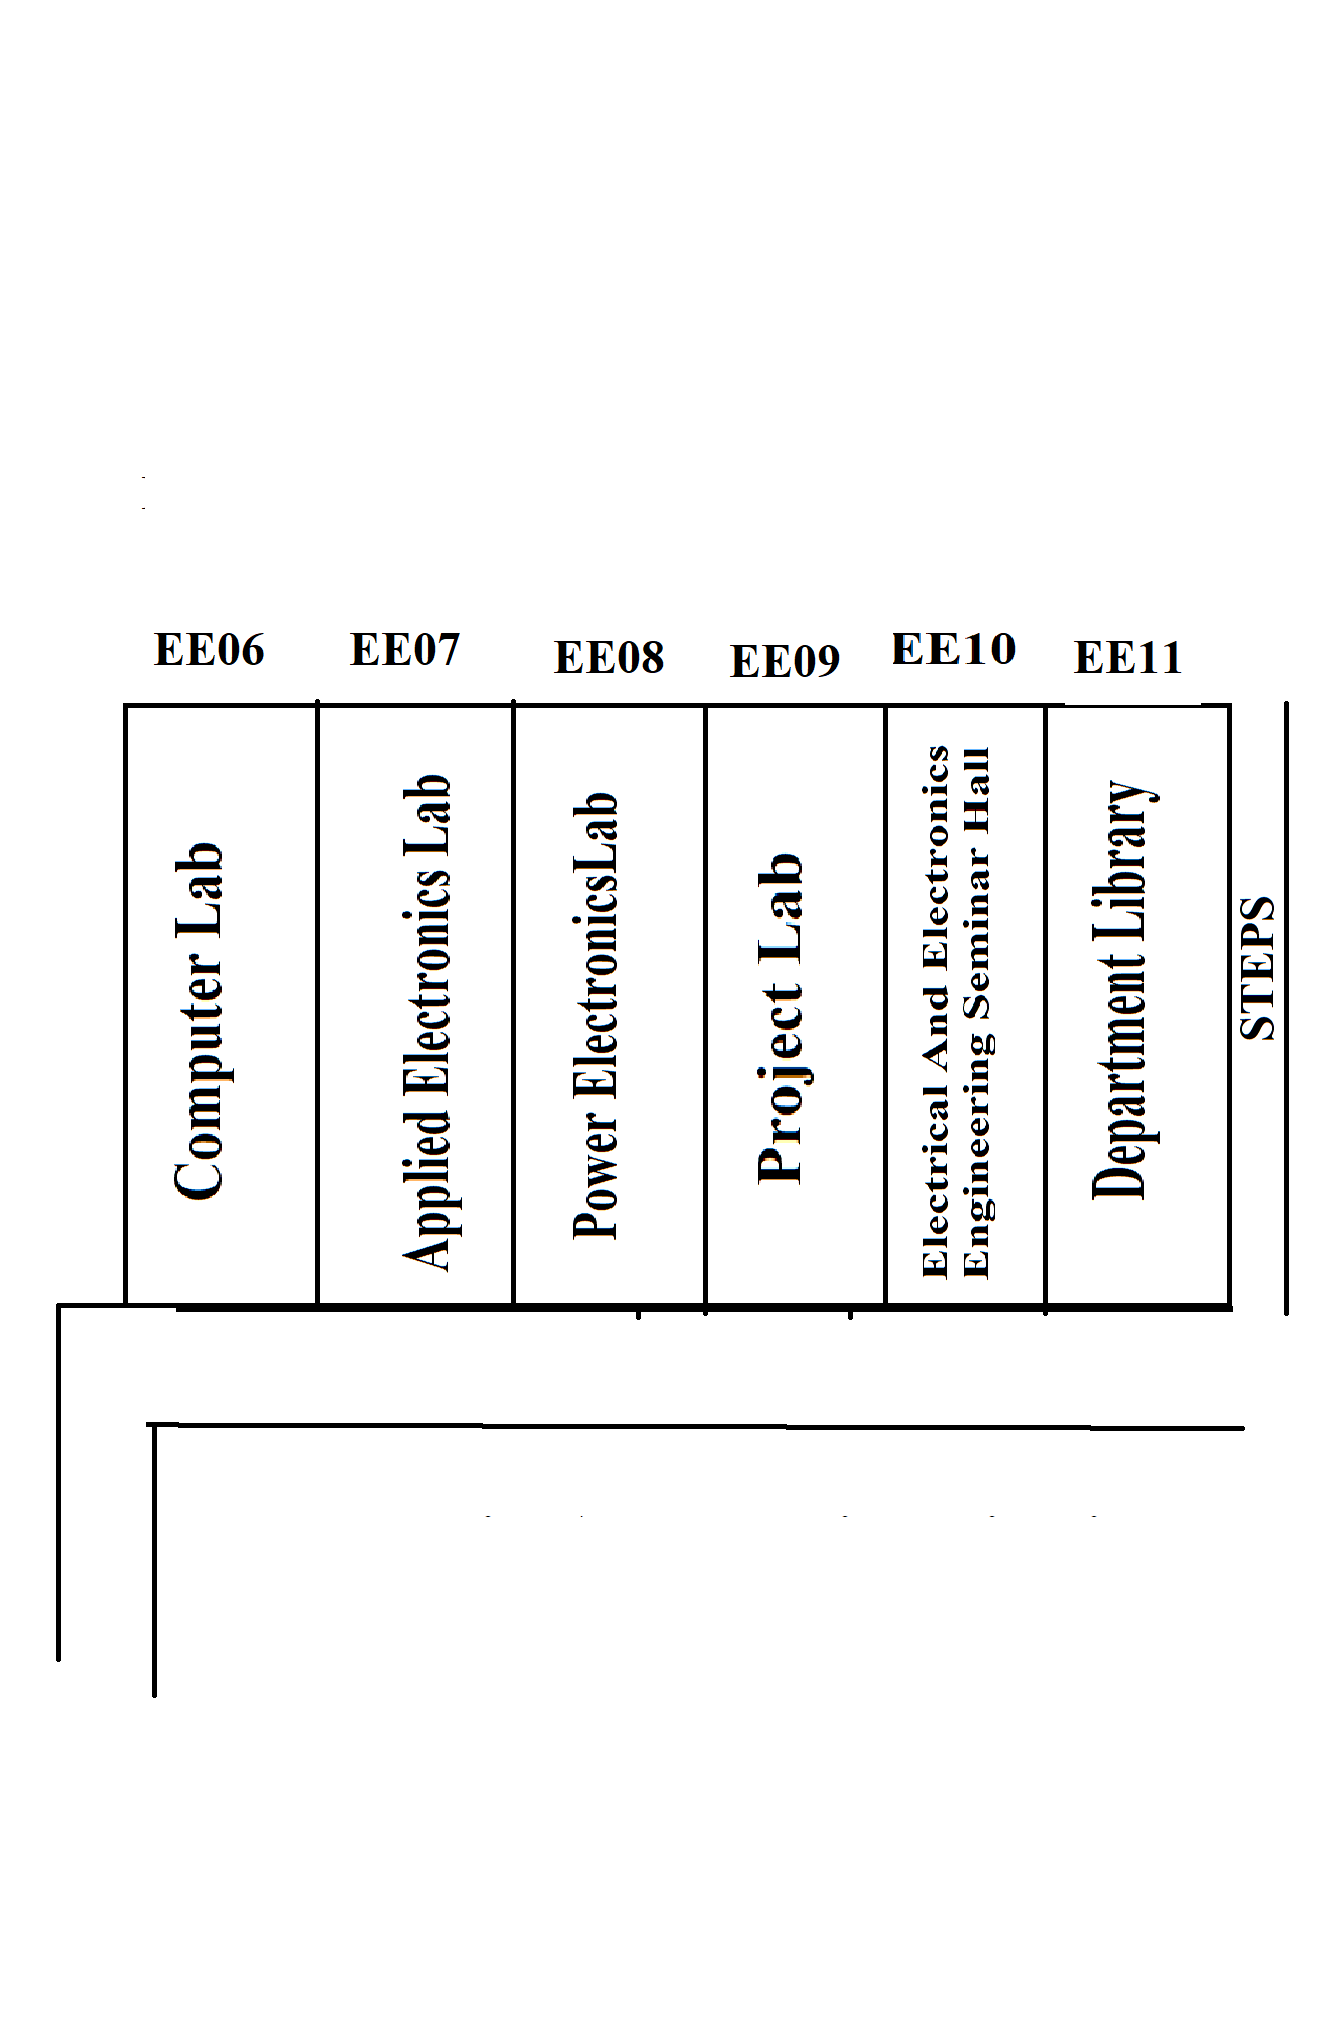 EE06
EE07
EE08
EE09
EE10
EE11
Computer Lab
Applied Electronics Lab
Power ElectronicsLab
Project Lab
Electrical And Electronics
Engineering Seminar Hall
Department Library
STEPS